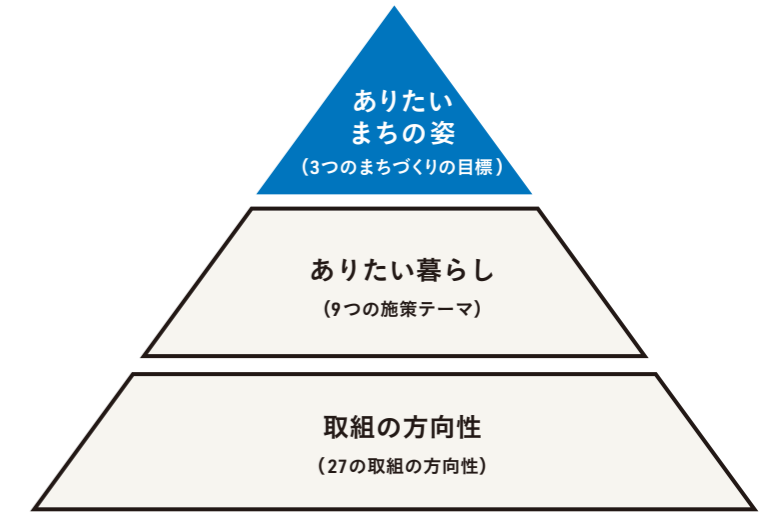 ありたい
まちの姿
(3つのまちづくりの目標)
ありたい暮らし
(9つの施策テーマ)
取組の方向性
(27の取組の方向性)